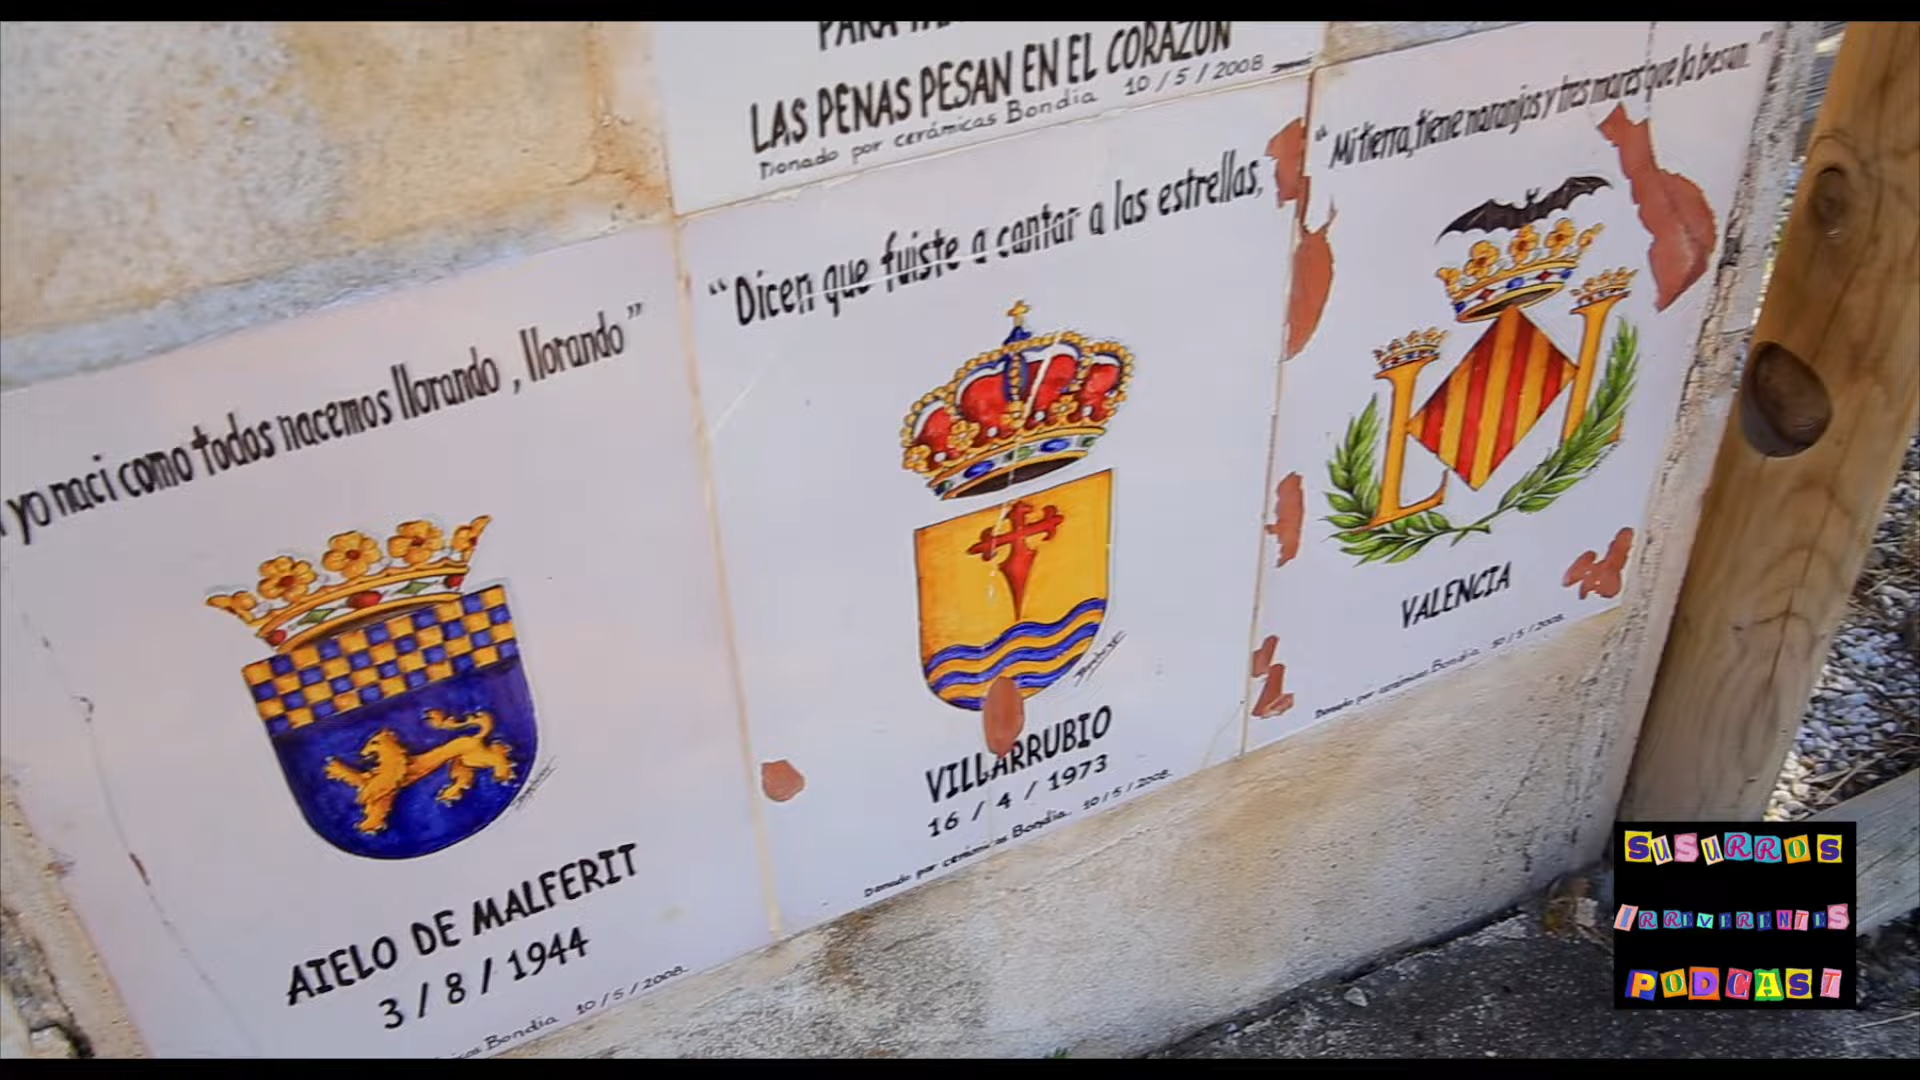 PARA
LAS PENAS PESAN EN EL CORAZÓN
Donado por cerámicas Bondia 10/5/2008
yo naci como todos nacemos llorando, llorando"
AIELO DE MALFERIT
3/8/1944
Bondia 10/5/2008.
"Dicen que fuiste a cantar a las estrellas,
VILLARRUBIO
16/4/1973
Donado por cerámicas Bondia. 10/5/2008.
"Mi tierra, tiene naranjos y tres mares que la besan."
VALENCIA
Donado por cerámicas Bondia. 10/5/2008.
SUSURROS
IRREVERENTES
PODCAST